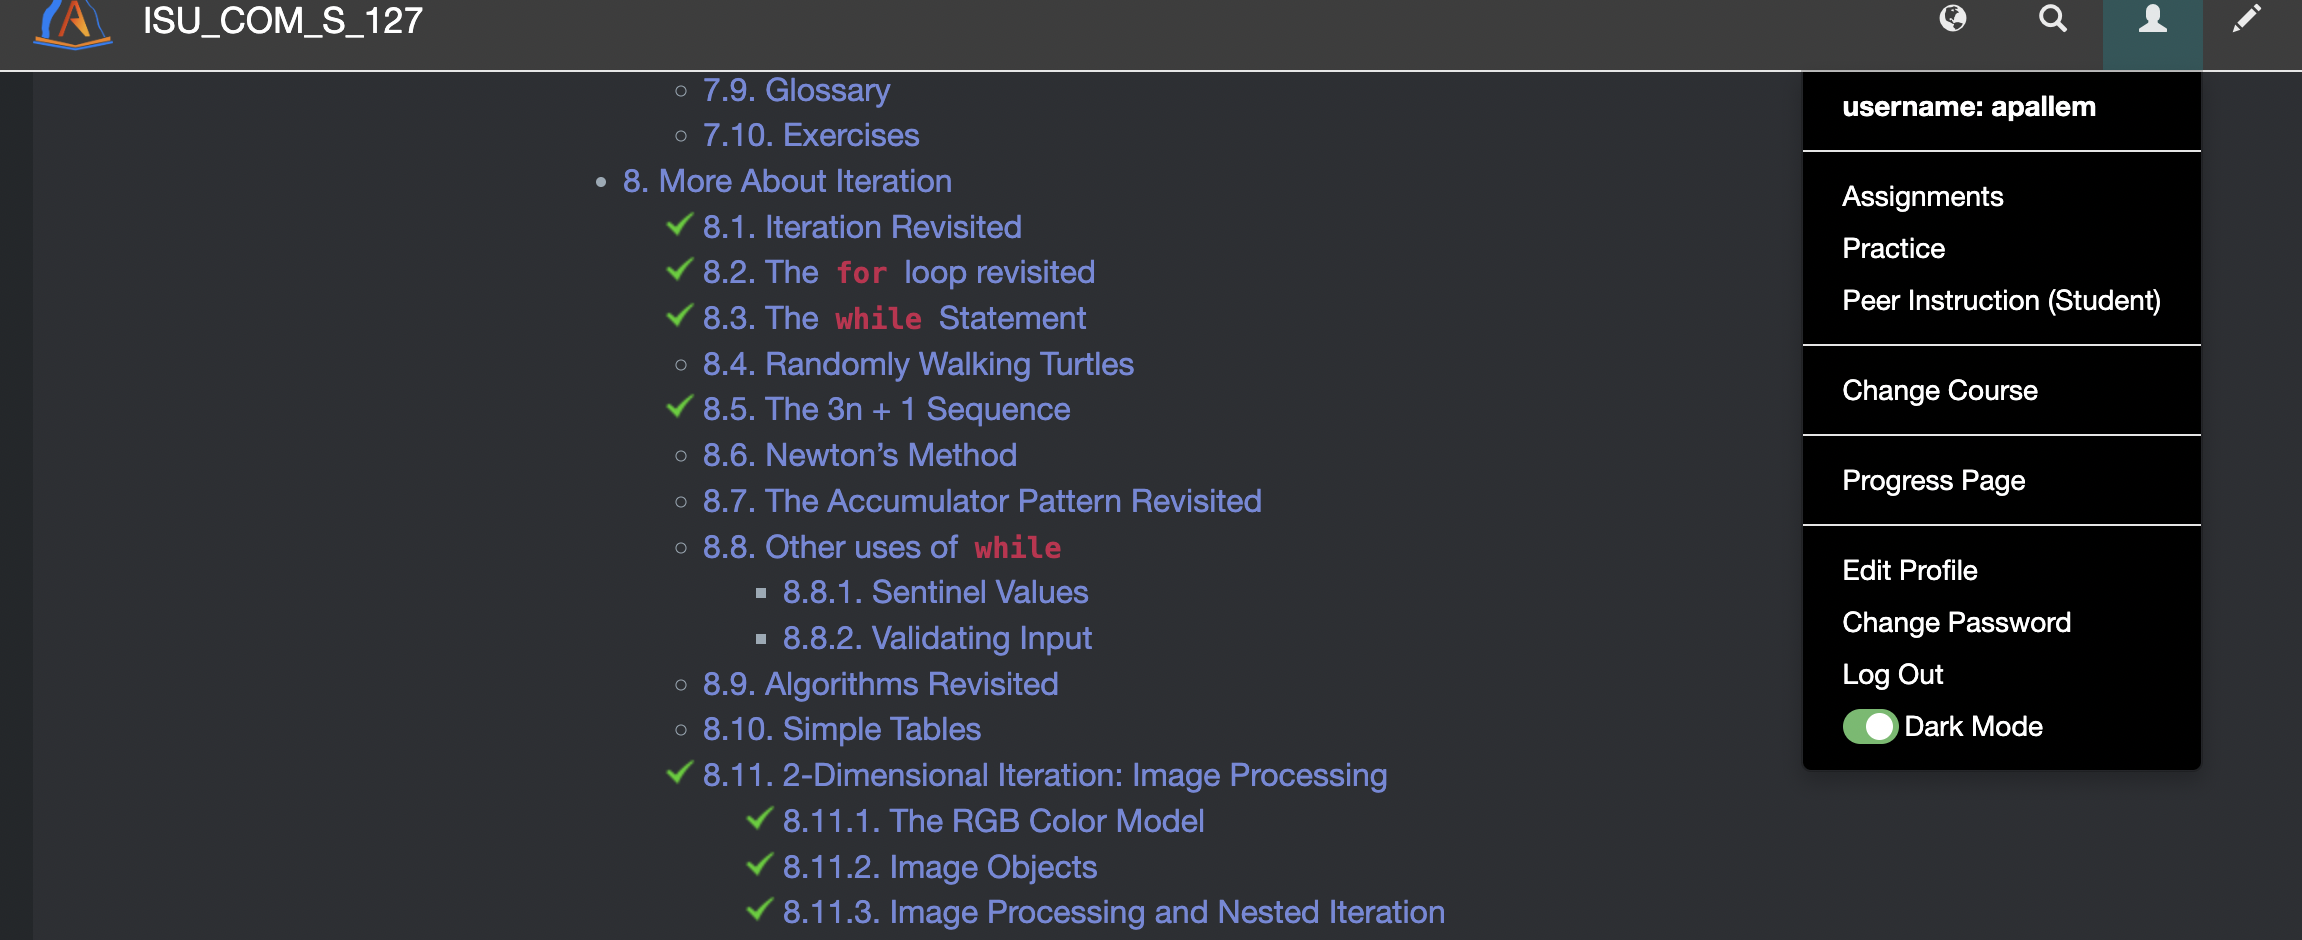 ISU_COM_S_127
7.9. Glossary
7.10. Exercises
8. More About Iteration
8.1. Iteration Revisited
8.2. The for loop revisited
8.3. The while Statement
8.4. Randomly Walking Turtles
8.5. The 3n + 1 Sequence
8.6. Newton’s Method
8.7. The Accumulator Pattern Revisited
8.8. Other uses of while
8.8.1. Sentinel Values
8.8.2. Validating Input
8.9. Algorithms Revisited
8.10. Simple Tables
8.11. 2-Dimensional Iteration: Image Processing
8.11.1. The RGB Color Model
8.11.2. Image Objects
8.11.3. Image Processing and Nested Iteration
username: apallem
Assignments
Practice
Peer Instruction (Student)
Change Course
Progress Page
Edit Profile
Change Password
Log Out
Dark Mode